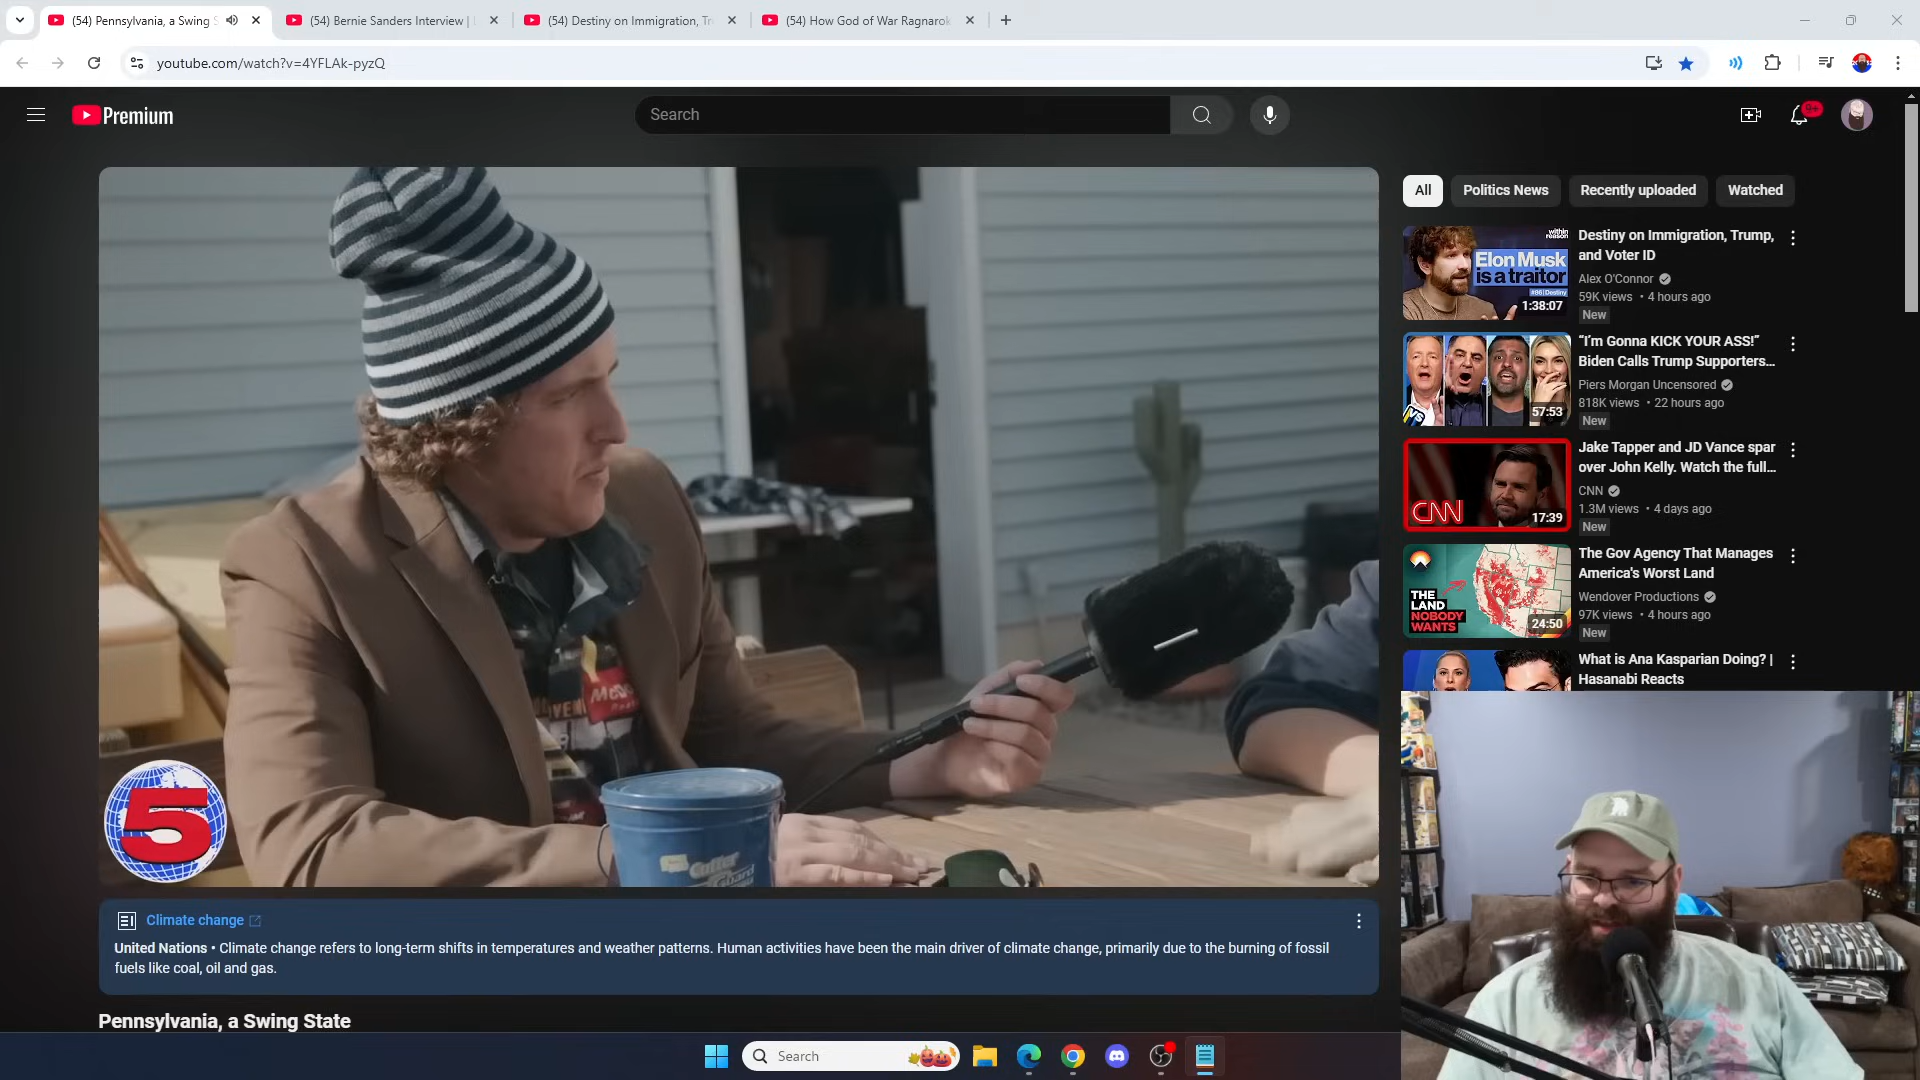 (54) Pennsylvania, a Swing S
(54) Bernie Sanders Interview |
(54) Destiny on Immigration, Tr
(54) How God of War Ragnarok
youtube.com/watch?v=4YFLAk-pyzQ
Premium
Search
9+
All
Politics News
Recently uploaded
Watched
within reason
Elon Musk
is a traitor
#86|Destiny
1:38:07
Destiny on Immigration, Trump,
and Voter ID
Alex O'Connor
59K views • 4 hours ago
New
VS
57:53
“I’m Gonna KICK YOUR ASS!”
Biden Calls Trump Supporters...
Piers Morgan Uncensored
818K views • 22 hours ago
New
CNN
17:39
Jake Tapper and JD Vance spar
over John Kelly. Watch the full...
CNN
1.3M views • 4 days ago
New
THE
LAND
NOBODY
WANTS
24:50
The Gov Agency That Manages
America's Worst Land
Wendover Productions
97K views • 4 hours ago
New
What is Ana Kasparian Doing? |
Hasanabi Reacts
5
Gutter
Guard
Climate change
United Nations • Climate change refers to long-term shifts in temperatures and weather patterns. Human activities have been the main driver of climate change, primarily due to the burning of fossil
fuels like coal, oil and gas.
Pennsylvania, a Swing State
Search